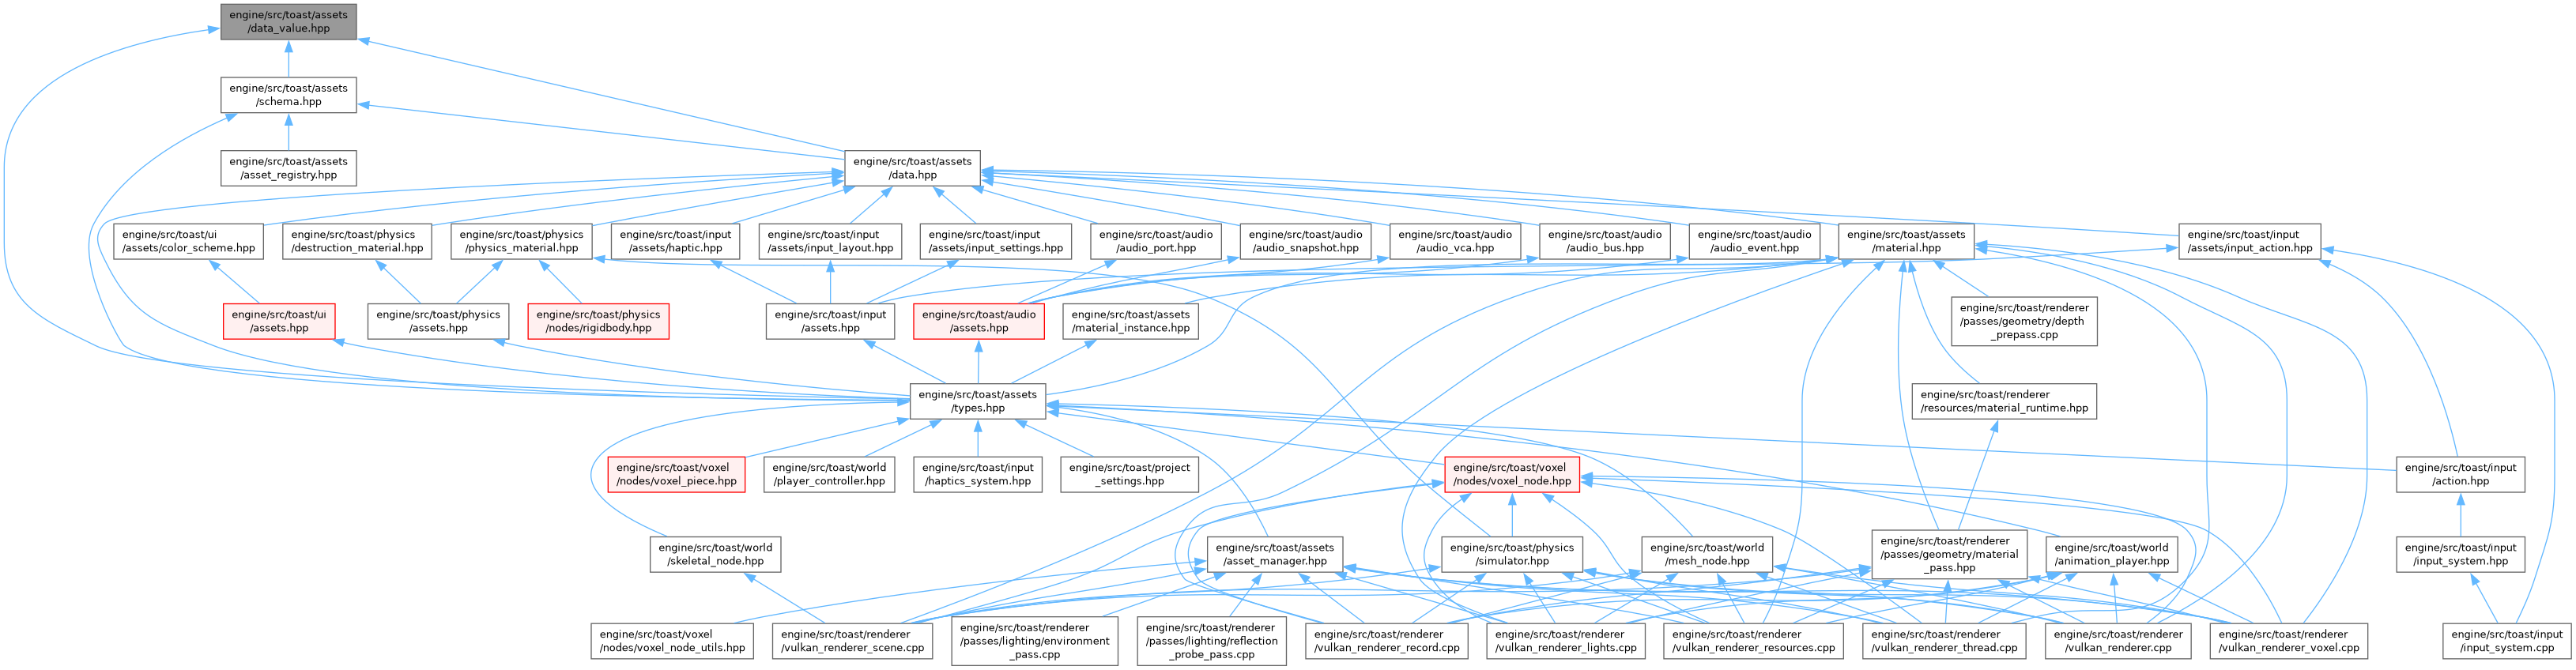 engine/src/toast/assets
/data_value.hpp
engine/src/toast/assets
/schema.hpp
engine/src/toast/assets
/asset_registry.hpp
engine/src/toast/assets
/data.hpp
engine/src/toast/ui
/assets/color_scheme.hpp
engine/src/toast/physics
/destruction_material.hpp
engine/src/toast/physics
/physics_material.hpp
engine/src/toast/input
/assets/haptic.hpp
engine/src/toast/input
/assets/input_layout.hpp
engine/src/toast/input
/assets/input_settings.hpp
engine/src/toast/audio
/audio_port.hpp
engine/src/toast/audio
/audio_snapshot.hpp
engine/src/toast/audio
/audio_vca.hpp
engine/src/toast/audio
/audio_bus.hpp
engine/src/toast/audio
/audio_event.hpp
engine/src/toast/assets
/material.hpp
engine/src/toast/input
/assets/input_action.hpp
engine/src/toast/ui
/assets.hpp
engine/src/toast/physics
/assets.hpp
engine/src/toast/physics
/nodes/rigidbody.hpp
engine/src/toast/input
/assets.hpp
engine/src/toast/audio
/assets.hpp
engine/src/toast/assets
/material_instance.hpp
engine/src/toast/renderer
/passes/geometry/depth
_prepass.cpp
engine/src/toast/assets
/types.hpp
engine/src/toast/renderer
/resources/material_runtime.hpp
engine/src/toast/voxel
/nodes/voxel_piece.hpp
engine/src/toast/world
/player_controller.hpp
engine/src/toast/input
/haptics_system.hpp
engine/src/toast/project
_settings.hpp
engine/src/toast/voxel
/nodes/voxel_node.hpp
engine/src/toast/input
/action.hpp
engine/src/toast/world
/skeletal_node.hpp
engine/src/toast/assets
/asset_manager.hpp
engine/src/toast/physics
/simulator.hpp
engine/src/toast/world
/mesh_node.hpp
engine/src/toast/renderer
/passes/geometry/material
_pass.hpp
engine/src/toast/world
/animation_player.hpp
engine/src/toast/input
/input_system.hpp
engine/src/toast/voxel
/nodes/voxel_node_utils.hpp
engine/src/toast/renderer
/vulkan_renderer_scene.cpp
engine/src/toast/renderer
/passes/lighting/environment
_pass.cpp
engine/src/toast/renderer
/passes/lighting/reflection
_probe_pass.cpp
engine/src/toast/renderer
/vulkan_renderer_record.cpp
engine/src/toast/renderer
/vulkan_renderer_lights.cpp
engine/src/toast/renderer
/vulkan_renderer_resources.cpp
engine/src/toast/renderer
/vulkan_renderer_thread.cpp
engine/src/toast/renderer
/vulkan_renderer.cpp
engine/src/toast/renderer
/vulkan_renderer_voxel.cpp
engine/src/toast/input
/input_system.cpp